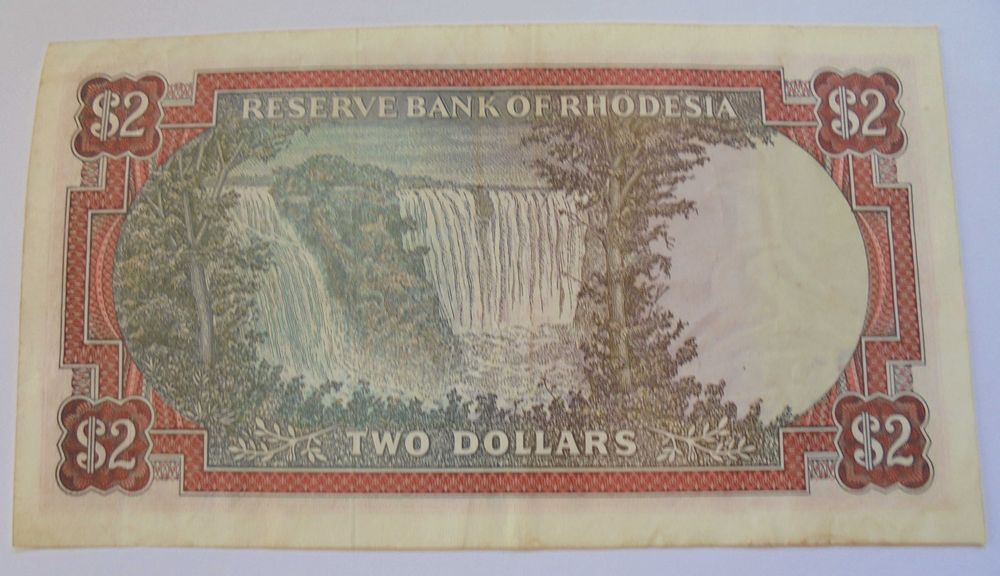 $2 $2
RESERVE BANK OF RHODESIA
TWO DOLLARS
$2 $2